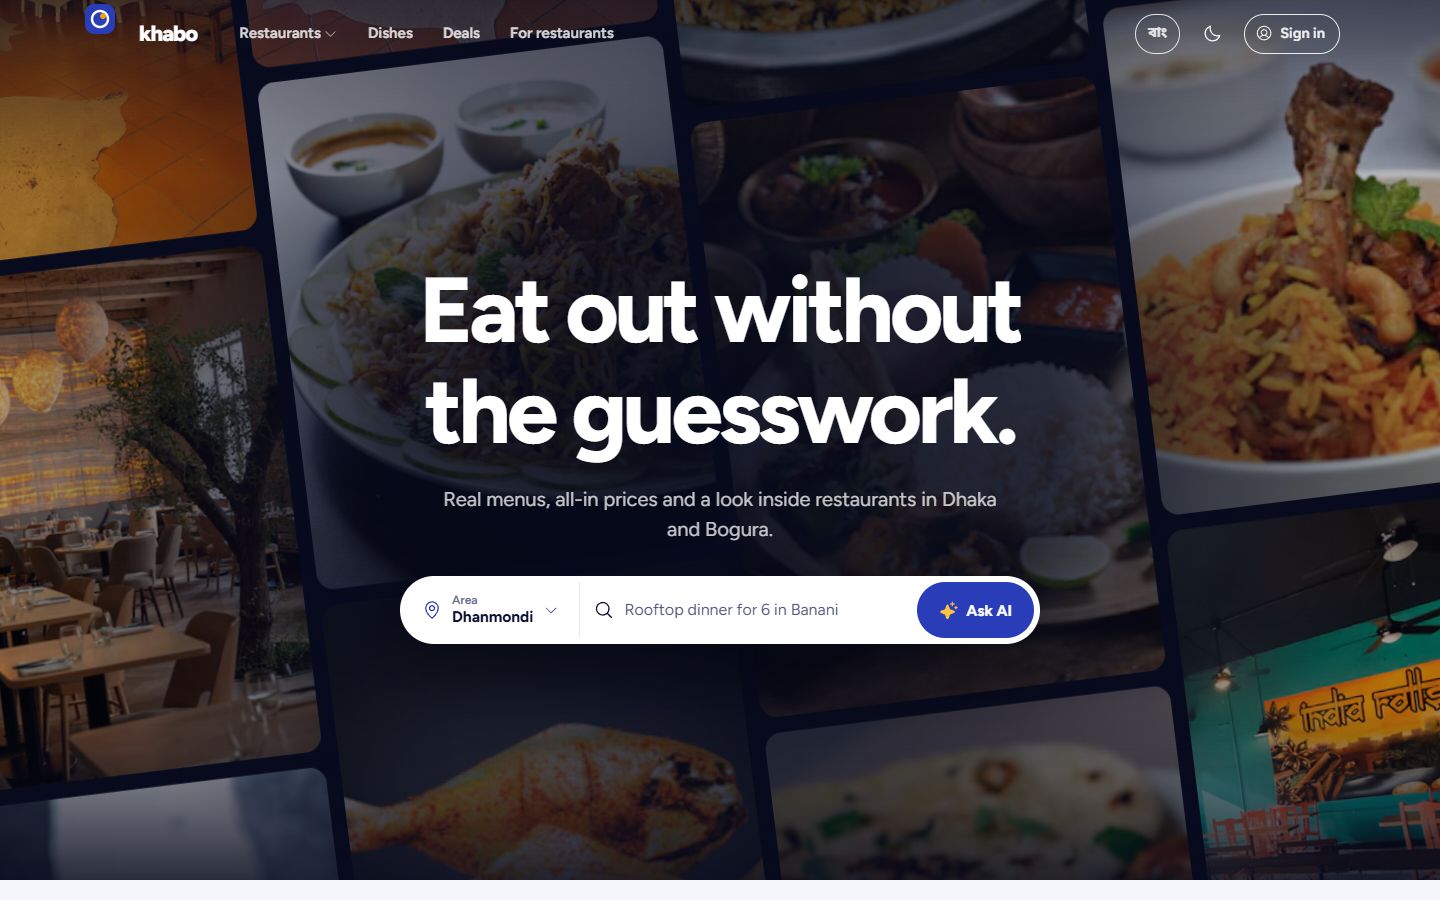 khabo
Restaurants
Dishes
Deals
For restaurants
বাং
Sign in
Eat out without
the guesswork.
Real menus, all-in prices and a look inside restaurants in Dhaka
and Bogura.
Area
Dhanmondi
Rooftop dinner for 6 in Banani
Ask AI
india rolls